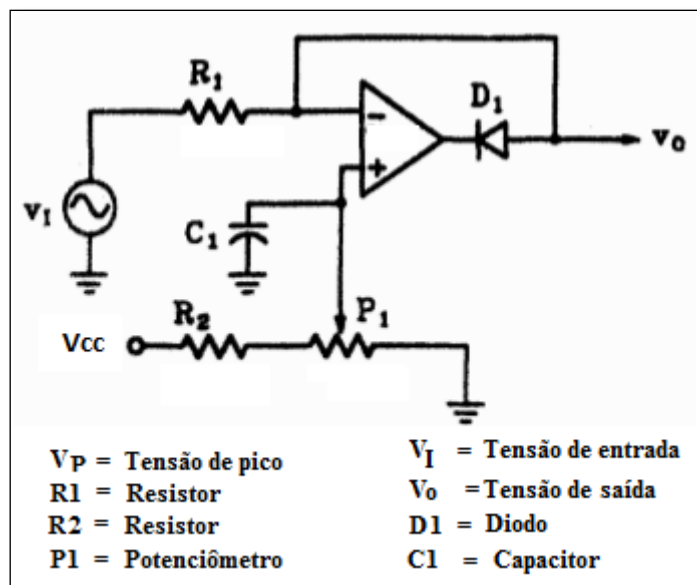 R1
D1
vO
vI
C1
R2
P1
Vcc
VP = Tensão de pico
R1 = Resistor
R2 = Resistor
P1 = Potenciômetro
VI = Tensão de entrada
Vo =Tensão de saída
D1 = Diodo
C1 = Capacitor